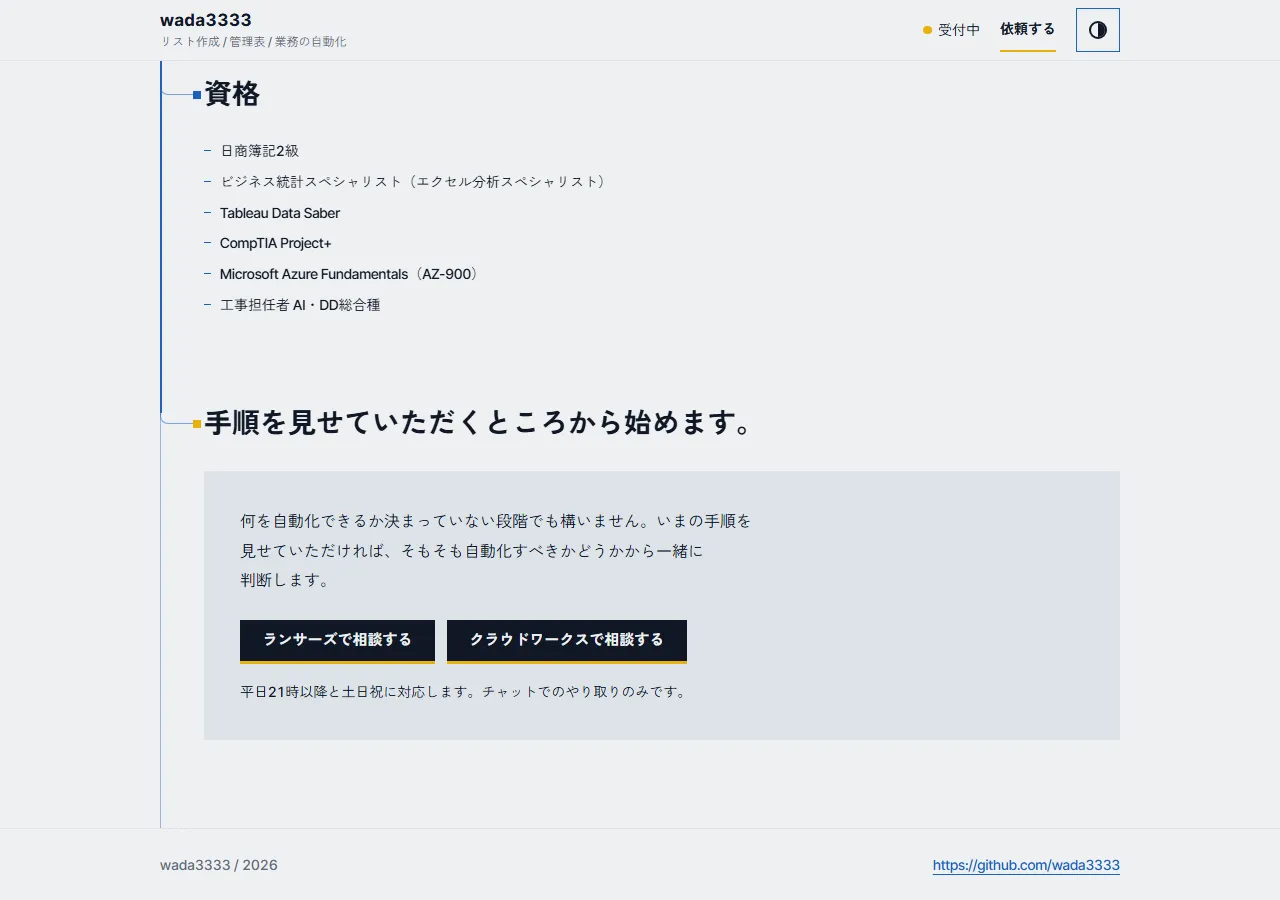 wada3333
リスト作成 / 管理表 / 業務の自動化
受付中
依頼する
資格
日商簿記2級
ビジネス統計スペシャリスト（エクセル分析スペシャリスト）
Tableau Data Saber
CompTIA Project+
Microsoft Azure Fundamentals（AZ-900）
工事担任者 AI・DD総合種
手順を見せていただくところから始めます。
何を自動化できるか決まっていない段階でも構いません。いまの手順を
見せていただければ、そもそも自動化すべきかどうかから一緒に
判断します。
ランサーズで相談する
クラウドワークスで相談する
平日21時以降と土日祝に対応します。チャットでのやり取りのみです。
wada3333 / 2026
https://github.com/wada3333